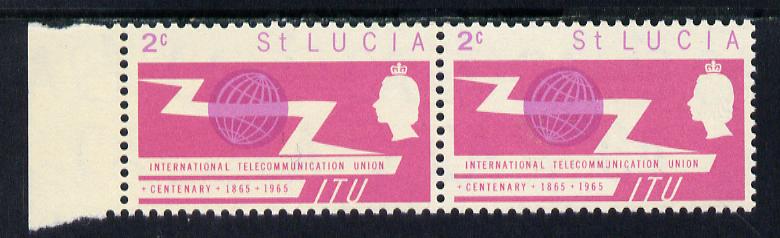 2c St LUCIA
INTERNATIONAL TELECOMMUNICATION UNION
+ CENTENARY + 1865 + 1965
ITU
2c St LUCIA
INTERNATIONAL TELECOMMUNICATION UNION
+ CENTENARY + 1865 + 1965
ITU